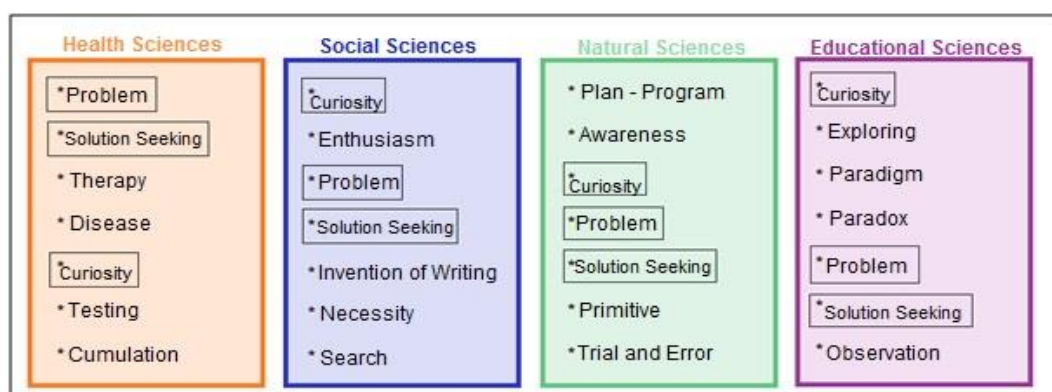 Health Sciences
*Problem
*Solution Seeking
* Therapy
* Disease
*Curiosity
* Testing
* Cumulation
Social Sciences
*Curiosity
*Enthusiasm
*Problem
*Solution Seeking
*Invention of Writing
* Necessity
* Search
Natural Sciences
* Plan - Program
* Awareness
*Curiosity
*Problem
*Solution Seeking
* Primitive
*Trial and Error
Educational Sciences
*Curiosity
* Exploring
* Paradigm
* Paradox
*Problem
*Solution Seeking
* Observation